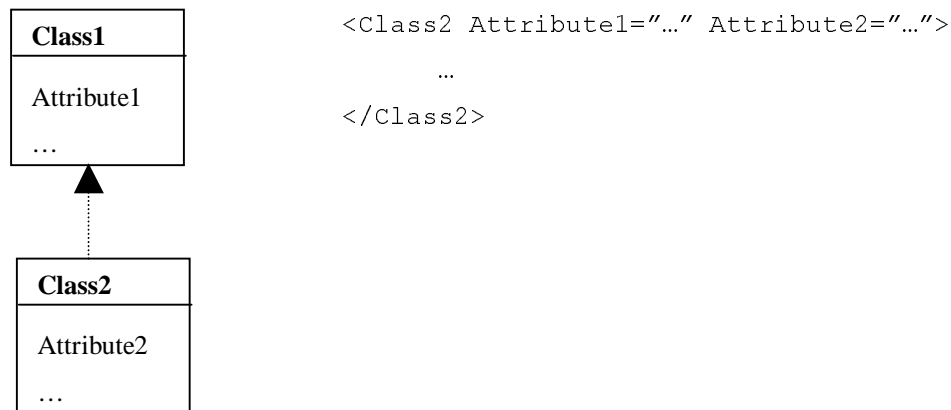 Class1
Attribute1
…
Class2
Attribute2
…
<Class2 Attribute1="…" Attribute2="…">
…
</Class2>